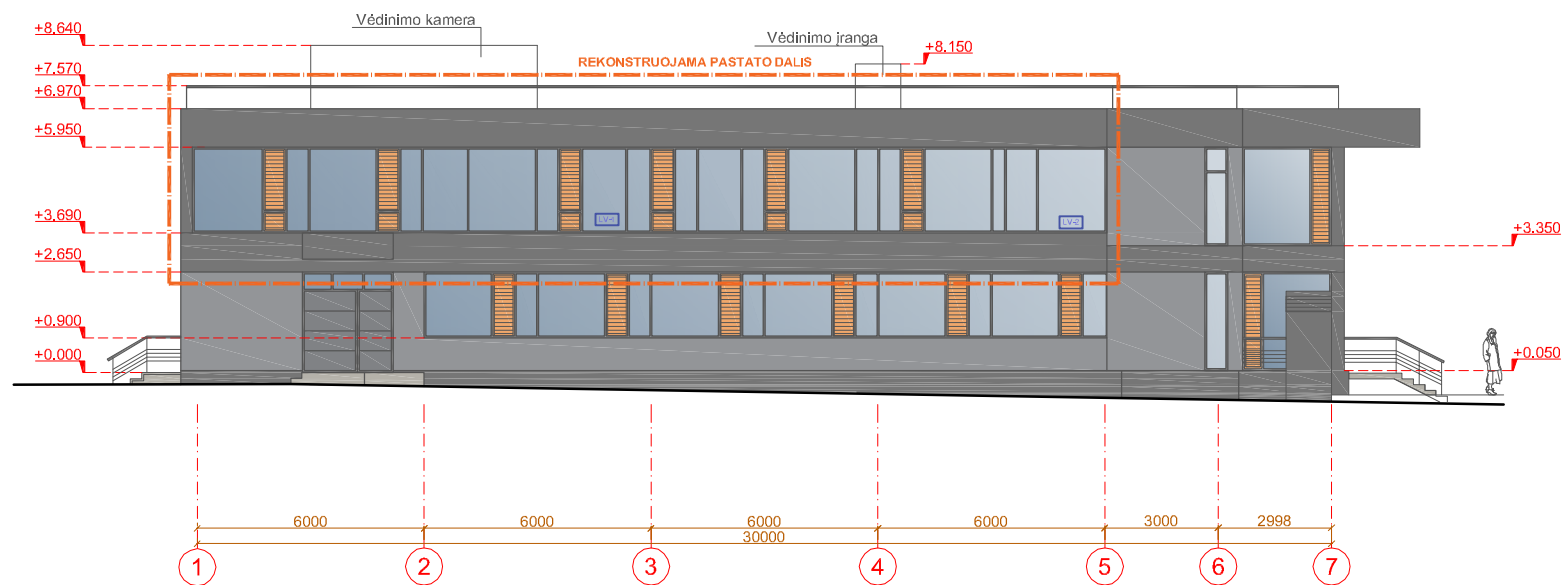 Vėdinimo kamera
+8.640
Vėdinimo įranga
+8.150
REKONSTRUOJAMA PASTATO DALIS
+7.570
+6.970
+5.950
+3.690
LV-1
LV-2
+3.350
+2.650
+0.900
+0.000
+0.050
6000 6000 6000 6000 3000 2998
30000
1 2 3 4 5 6 7